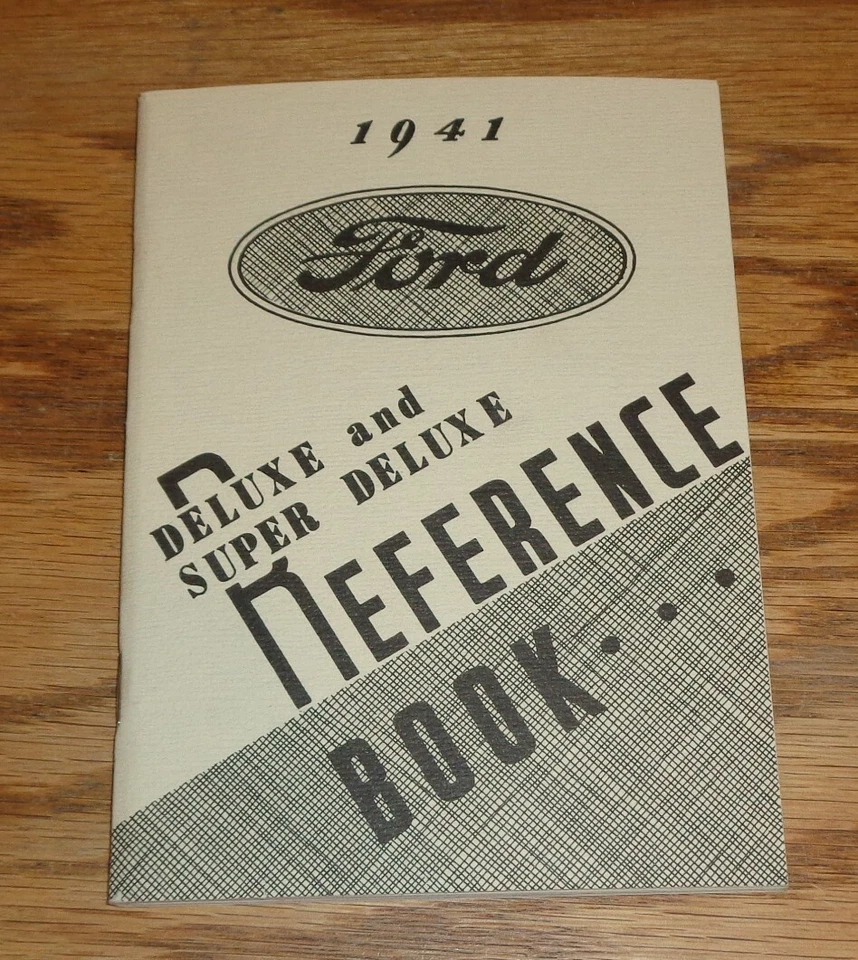 1941
Ford
DELUXE and
SUPER DELUXE
REFERENCE
BOOK...